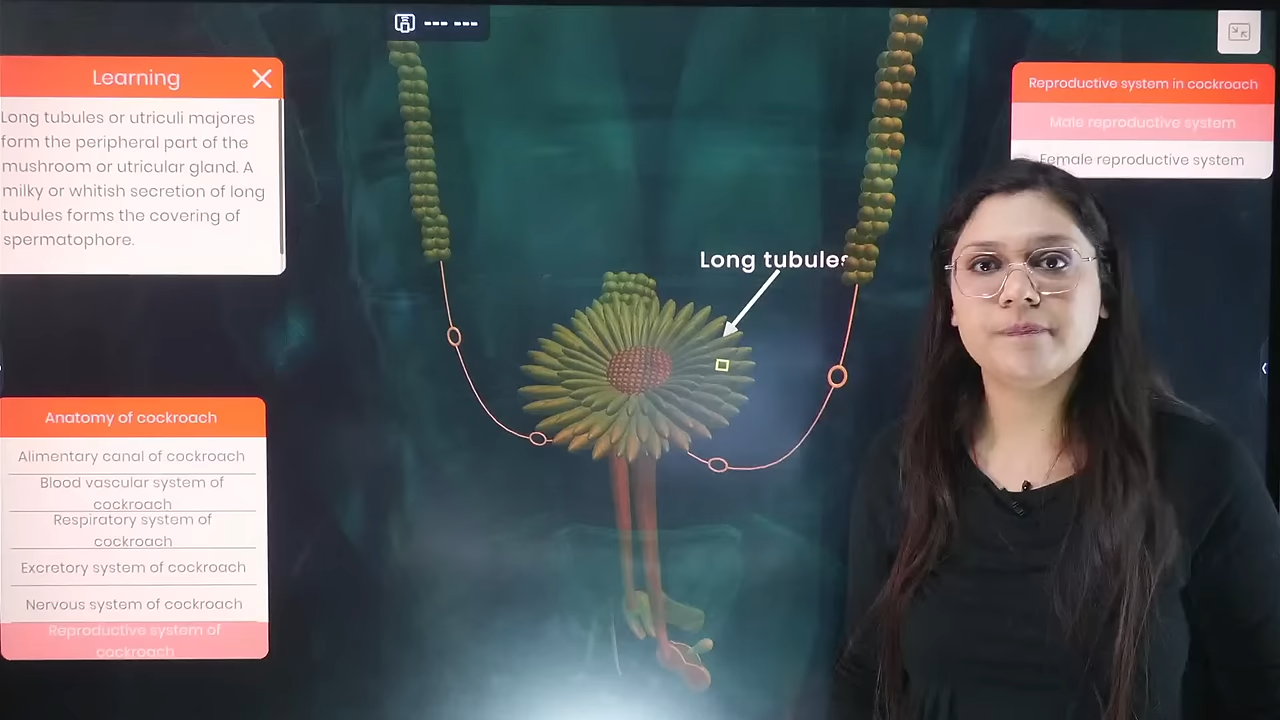 Learning
Long tubules or utriculi majores
form the peripheral part of the
mushroom or utricular gland. A
milky or whitish secretion of long
tubules forms the covering of
spermatophore.
Reproductive system in cockroach
Male reproductive system
Female reproductive system
Long tubules
Anatomy of cockroach
Alimentary canal of cockroach
Blood vascular system of
cockroach
Respiratory system of
cockroach
Excretory system of cockroach
Nervous system of cockroach
Reproductive system of
cockroach